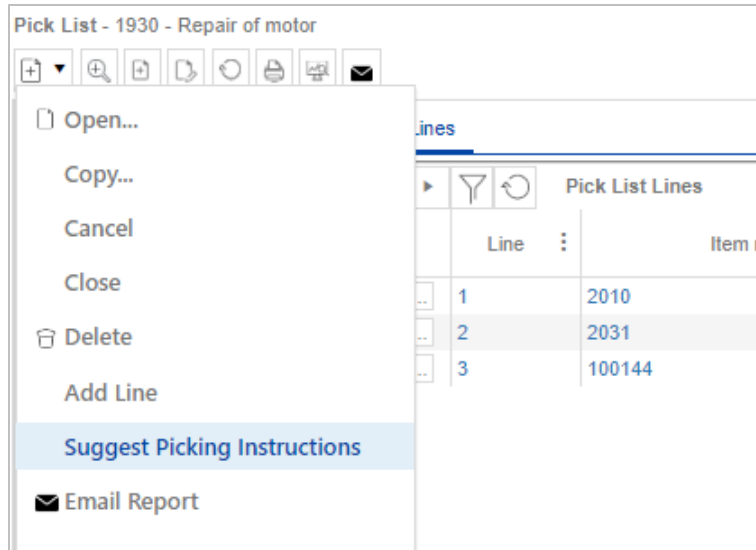 Pick List - 1930 - Repair of motor
Open...
Copy...
Cancel
Close
Delete
Add Line
Suggest Picking Instructions
Email Report
Lines
Pick List Lines
Line
Item
1
2010
2
2031
3
100144